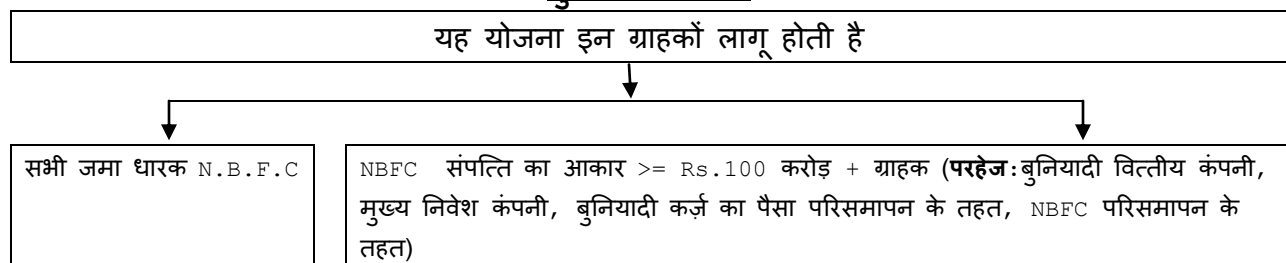 यह योजना इन ग्राहकों लागू होती है
सभी जमा धारक N.B.F.C
NBFC संपत्ति का आकार >= Rs.100 करोड़ + ग्राहक (परहेज:बुनियादी वित्तीय कंपनी,
मुख्य निवेश कंपनी, बुनियादी कर्ज़ का पैसा परिसमापन के तहत, NBFC परिसमापन के
तहत)